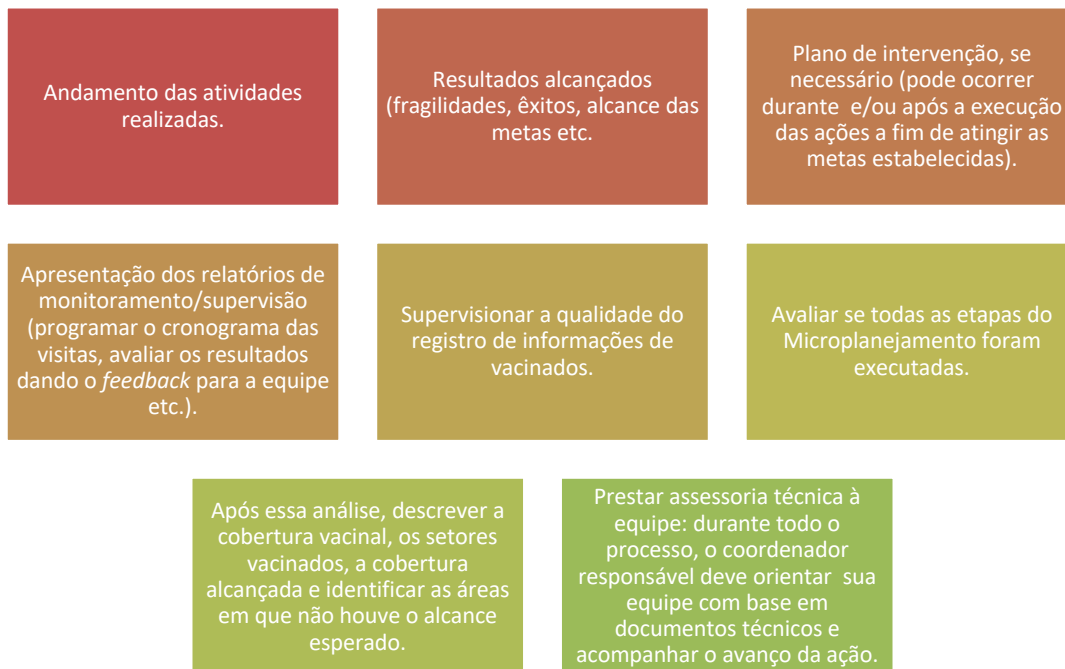 Andamento das atividades
realizadas.
Resultados alcançados
(fragilidades, êxitos, alcance das
metas etc.
Plano de intervenção, se
necessário (pode ocorrer
durante e/ou após a execução
das ações a fim de atingir as
metas estabelecidas).
Apresentação dos relatórios de
monitoramento/supervisão
(programar o cronograma das
visitas, avaliar os resultados
dando o feedback para a equipe
etc.).
Supervisionar a qualidade do
registro de informações de
vacinados.
Avaliar se todas as etapas do
Microplanejamento foram
executadas.
Após essa análise, descrever a
cobertura vacinal, os setores
vacinados, a cobertura
alcançada e identificar as áreas
em que não houve o alcance
esperado.
Prestar assessoria técnica à
equipe: durante todo o
processo, o coordenador
responsável deve orientar sua
equipe com base em
documentos técnicos e
acompanhar o avanço da ação.